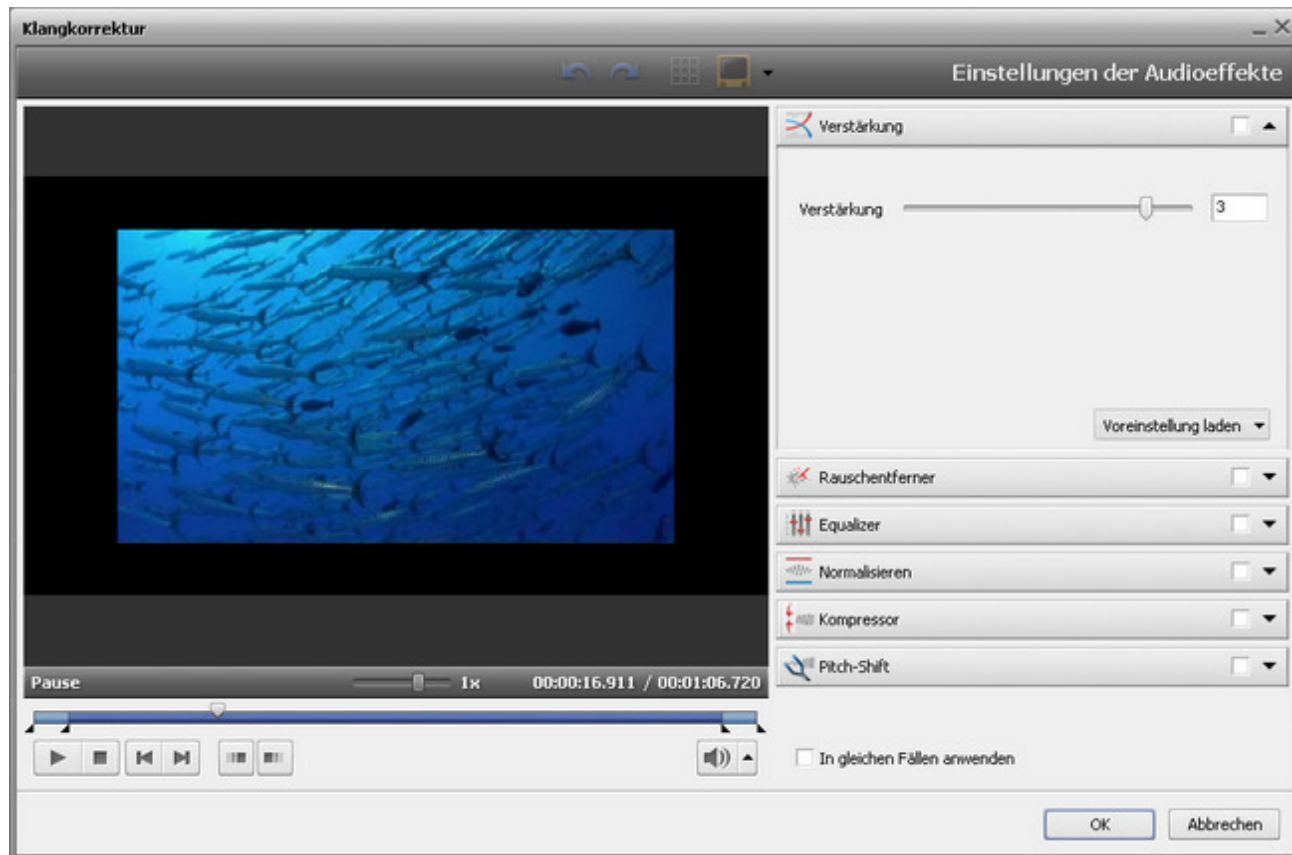 Klangkorrektur
Einstellungen der Audioeffekte
Verstärkung
Verstärkung 3
Voreinstellung laden
Rauschentferner
Equalizer
Normalisieren
Kompressor
Pitch-Shift
Pause 1x 00:00:16.911 / 00:01:06.720
In gleichen Fällen anwenden
OK Abbrechen